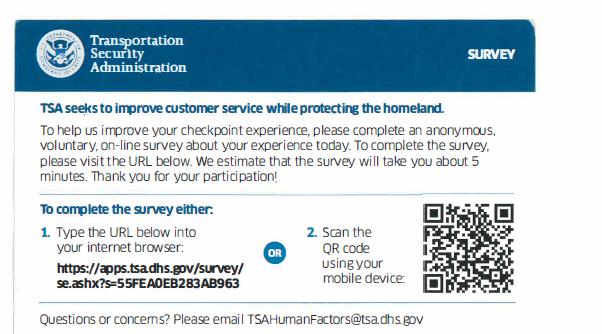 Transportation
Security
Administration
SURVEY
TSA seeks to improve customer service while protecting the homeland.
To help us improve your checkpoint experience, please complete an anonymous,
voluntary, on-line survey about your experience today. To complete the survey,
please visit the URL below. We estimate that the survey will take you about 5
minutes. Thank you for your participation!
To complete the survey either:
1. Type the URL below into
your internet browser:
https://apps.tsa.dhs.gov/survey/
se.ashx?s=55FEA0EB283AB963
OR
2. Scan the
QR code
using your
mobile device:
Questions or concerns? Please email TSAHumanFactors@tsa.dhs.gov